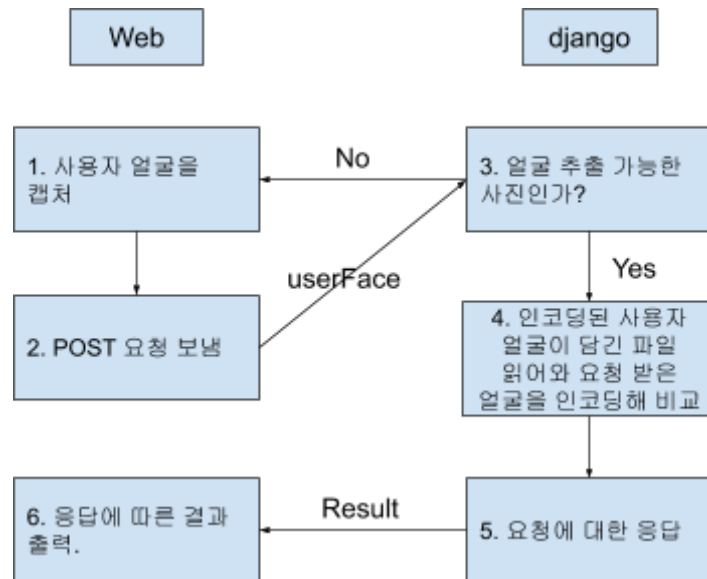 Web
django
1. 사용자 얼굴을
캡처
No
3. 얼굴 추출 가능한
사진인가?
userFace
Yes
2. POST 요청 보냄
4. 인코딩된 사용자
얼굴이 담긴 파일
읽어와 요청 받은
얼굴을 인코딩해 비교
6. 응답에 따른 결과
출력.
Result
5. 요청에 대한 응답